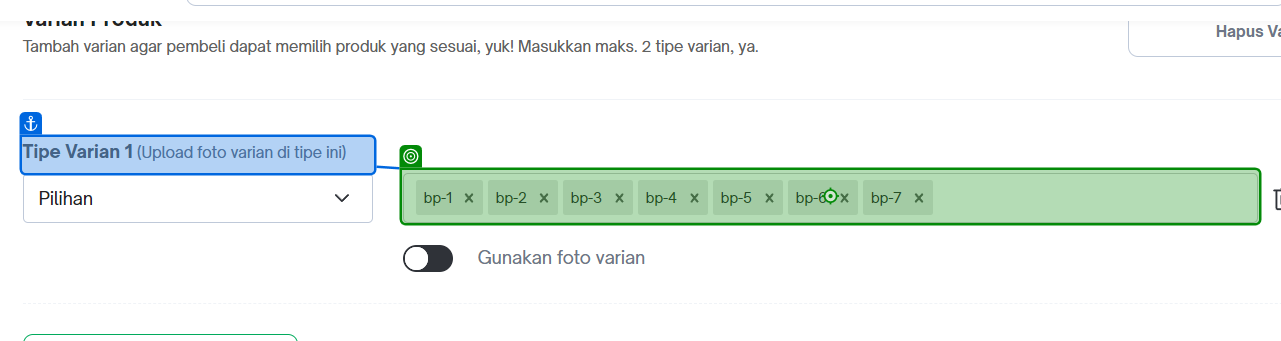 Varian Produk
Tambah varian agar pembeli dapat memilih produk yang sesuai, yuk! Masukkan maks. 2 tipe varian, ya.
Hapus Va
Tipe Varian 1 (Upload foto varian di tipe ini)
Pilihan
bp-1 × bp-2 × bp-3 × bp-4 × bp-5 × bp-6 × bp-7 ×
Gunakan foto varian